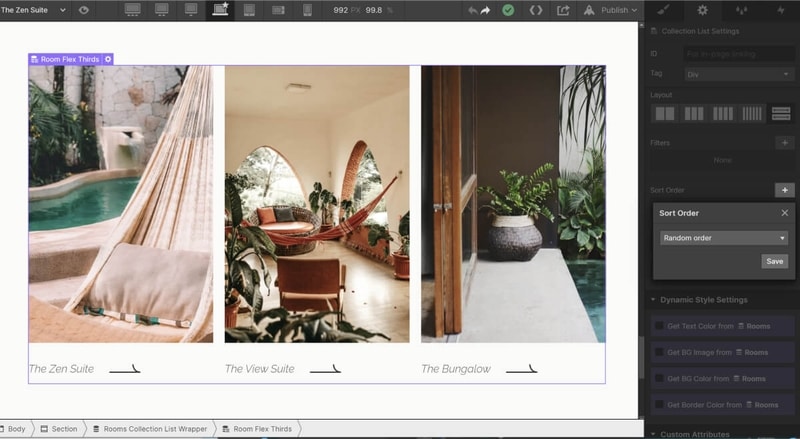 The Zen Suite
992 PX 99.8 %
Publish
Room Flex Thirds
The Zen Suite
The View Suite
The Bungalow
Body
Section
Rooms Collection List Wrapper
Room Flex Thirds
Collection List Settings
ID
For in-page linking
Tag
Div
Layout
Filters
None
Sort Order
Sort Order
Random order
Save
Dynamic Style Settings
Get Text Color from Rooms
Get BG Image from Rooms
Get BG Color from Rooms
Get Border Color from Rooms
Custom Attributes